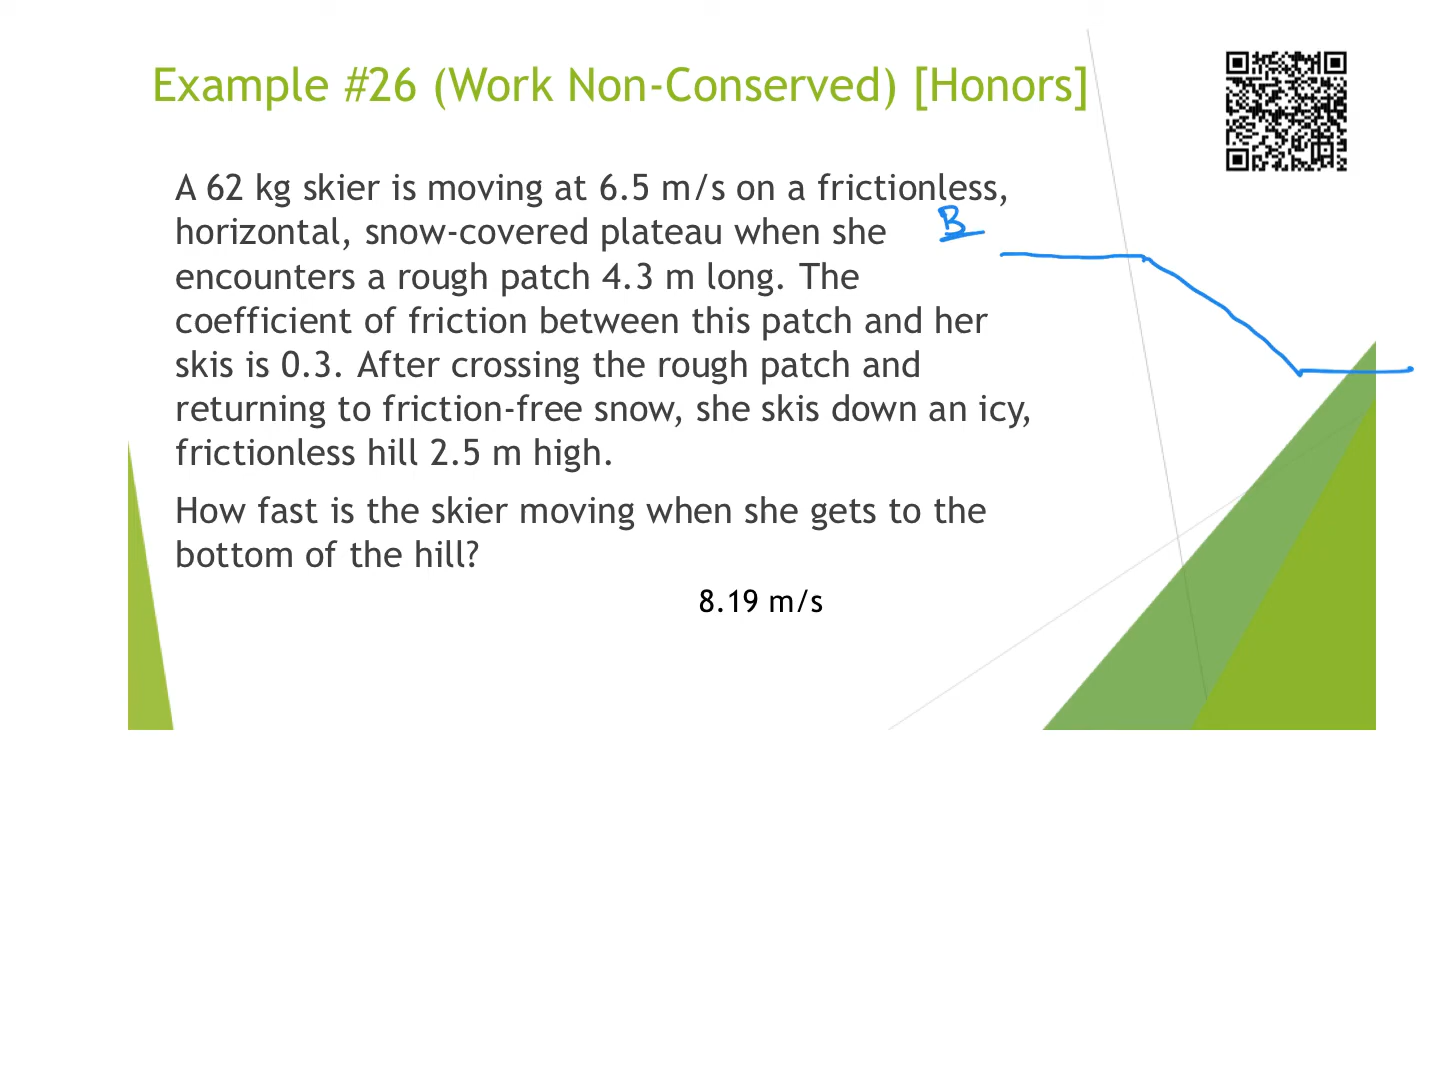 Example #26 (Work Non-Conserved) [Honors]
A 62 kg skier is moving at 6.5 m/s on a frictionless,
horizontal, snow-covered plateau when she
B
encounters a rough patch 4.3 m long. The
coefficient of friction between this patch and her
skis is 0.3. After crossing the rough patch and
returning to friction-free snow, she skis down an icy,
frictionless hill 2.5 m high.
How fast is the skier moving when she gets to the
bottom of the hill?
8.19 m/s